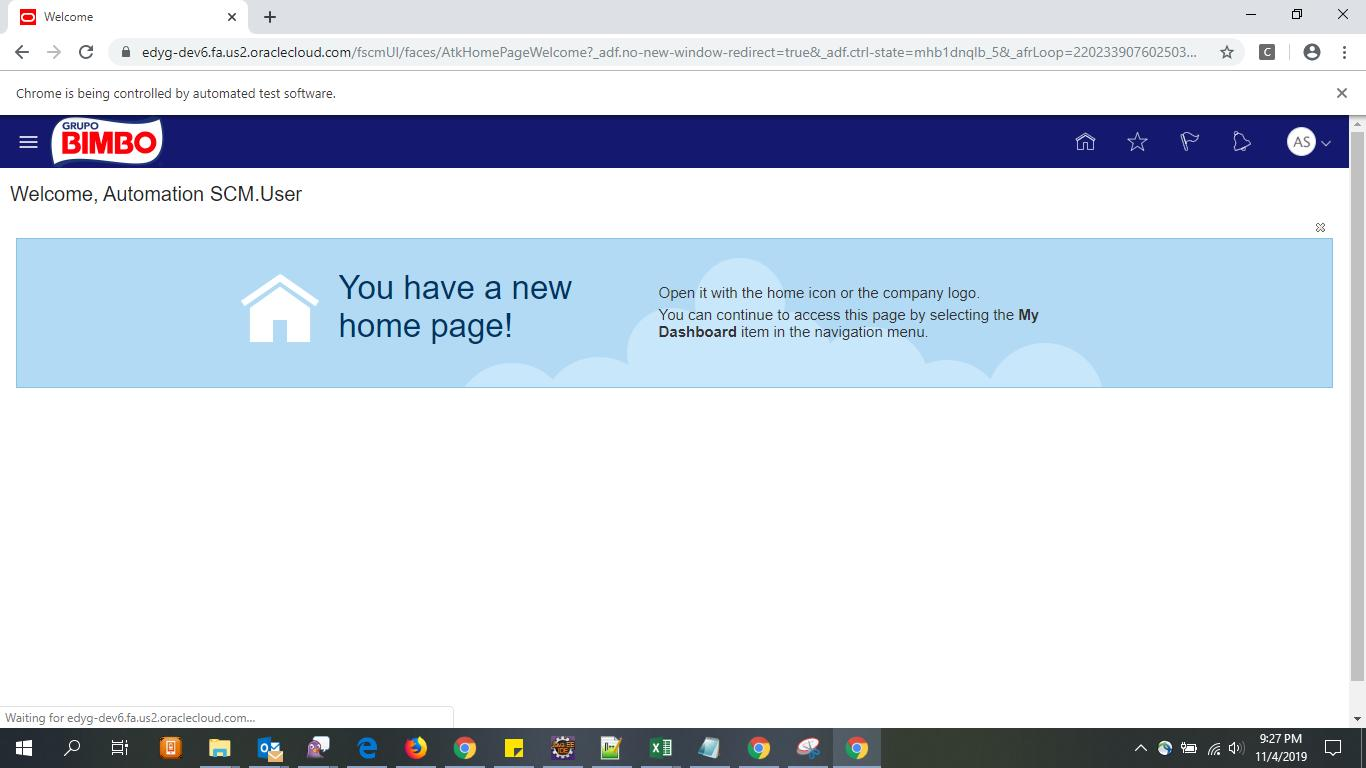 Welcome
edyg-dev6.fa.us2.oraclecloud.com/fscmUI/faces/AtkHomePageWelcome?_adf.no-new-window-redirect=true&_adf.ctrl-state=mhb1dnqlb_5&_afrLoop=220233907602503...
C
Chrome is being controlled by automated test software.
GRUPO
BIMBO
AS
Welcome, Automation SCM.User
You have a new
home page!
Open it with the home icon or the company logo.
You can continue to access this page by selecting the My
Dashboard item in the navigation menu.
Waiting for edyg-dev6.fa.us2.oraclecloud.com...
9:27 PM
11/4/2019